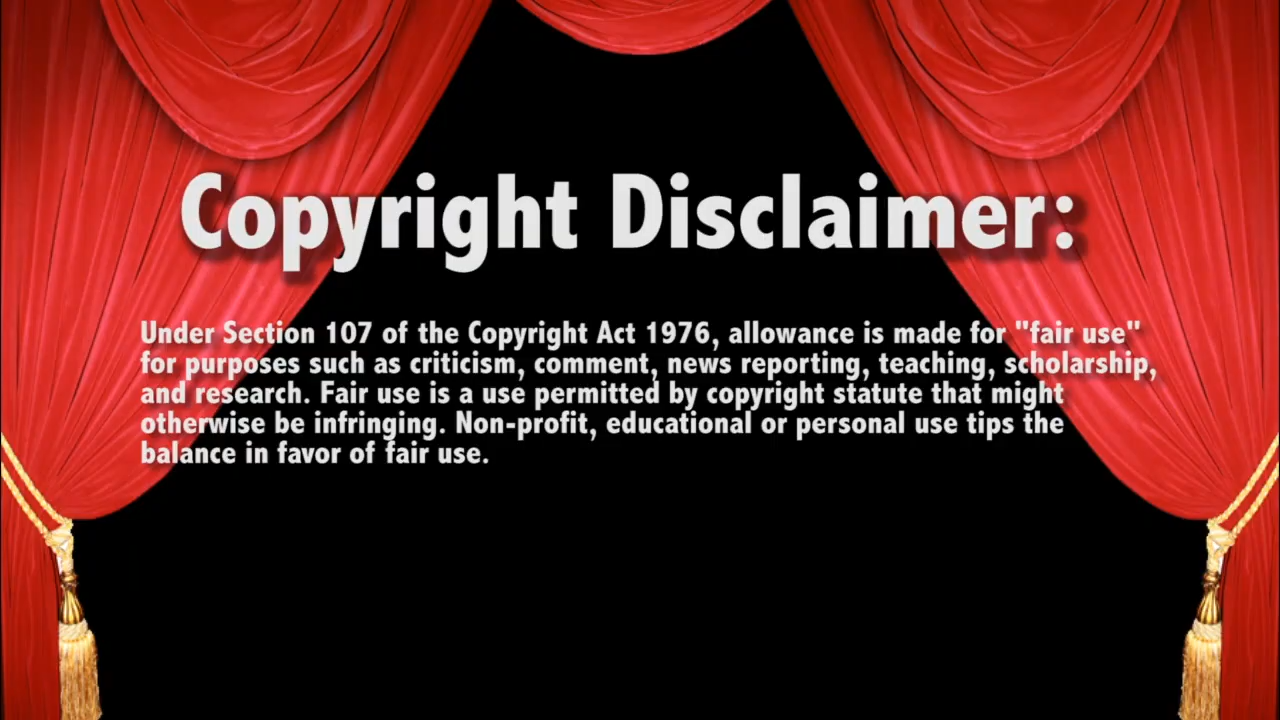 Copyright Disclaimer:
Under Section 107 of the Copyright Act 1976, allowance is made for "fair use"
for purposes such as criticism, comment, news reporting, teaching, scholarship,
and research. Fair use is a use permitted by copyright statute that might
otherwise be infringing. Non-profit, educational or personal use tips the
balance in favor of fair use.